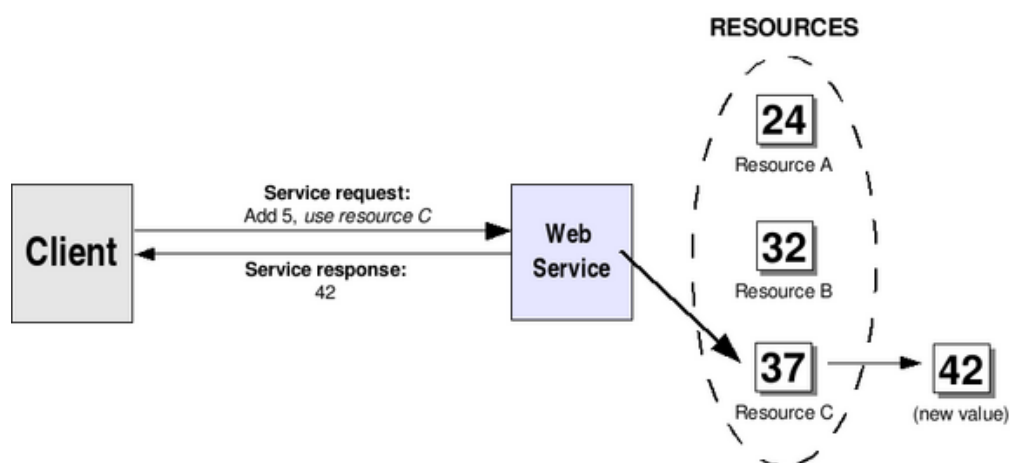 RESOURCES
24
Resource A
Service request:
Add 5, use resource C
Client
Web
Service
32
Resource B
Service response:
42
37
Resource C
42
(new value)